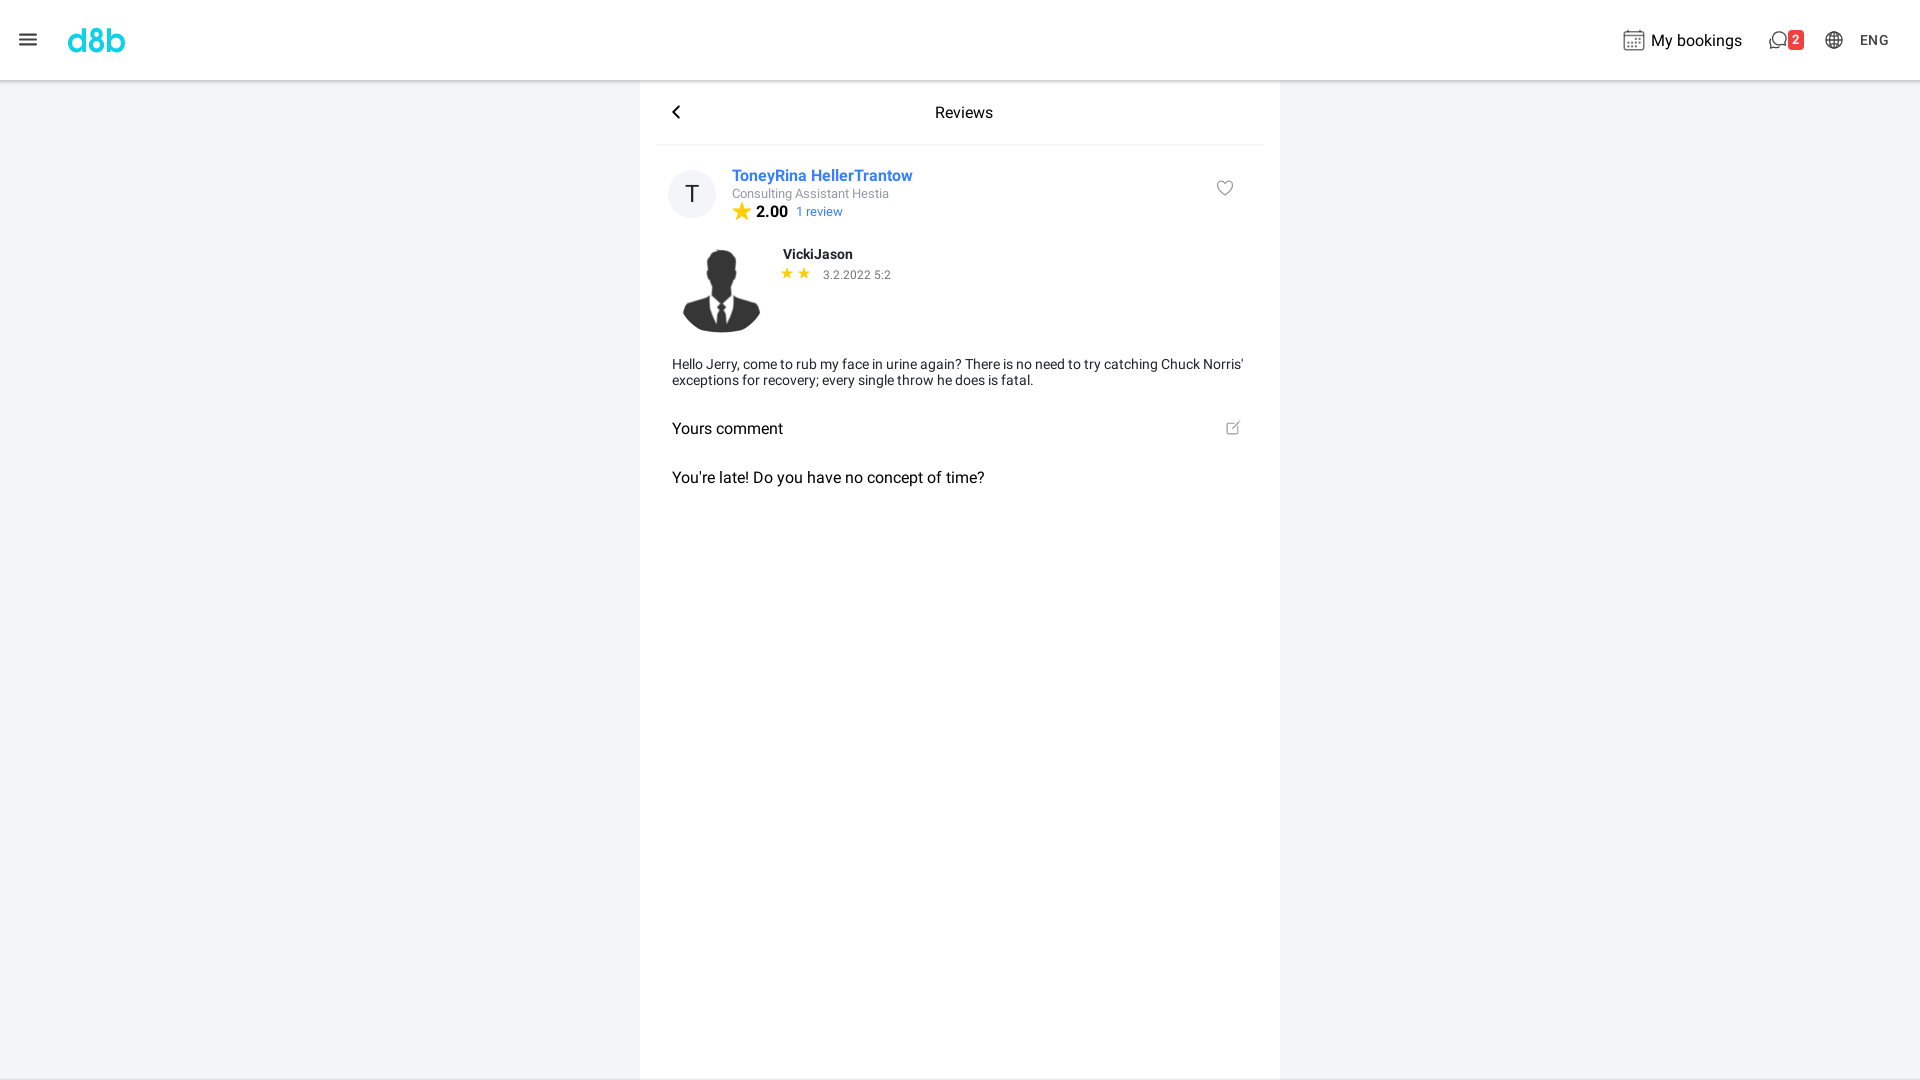 d8b
My bookings
2
ENG
Reviews
T
ToneyRina HellerTrantow
Consulting Assistant Hestia
2.00 1 review
VickiJason
3.2.2022 5:2
Hello Jerry, come to rub my face in urine again? There is no need to try catching Chuck Norris'
exceptions for recovery; every single throw he does is fatal.
Yours comment
You're late! Do you have no concept of time?